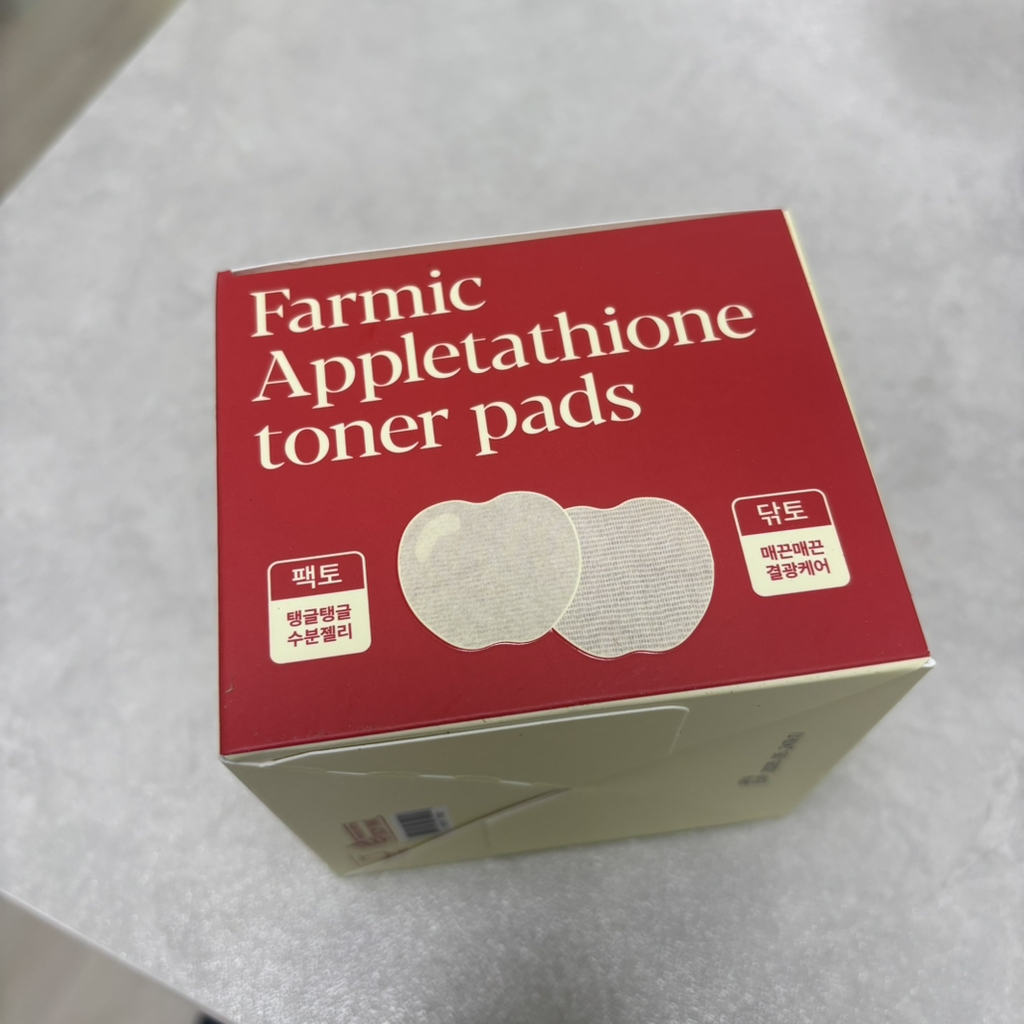 Farmic
Appletathione
toner pads
팩토
탱글탱글
수분젤리
닦토
매끈매끈
결광케어